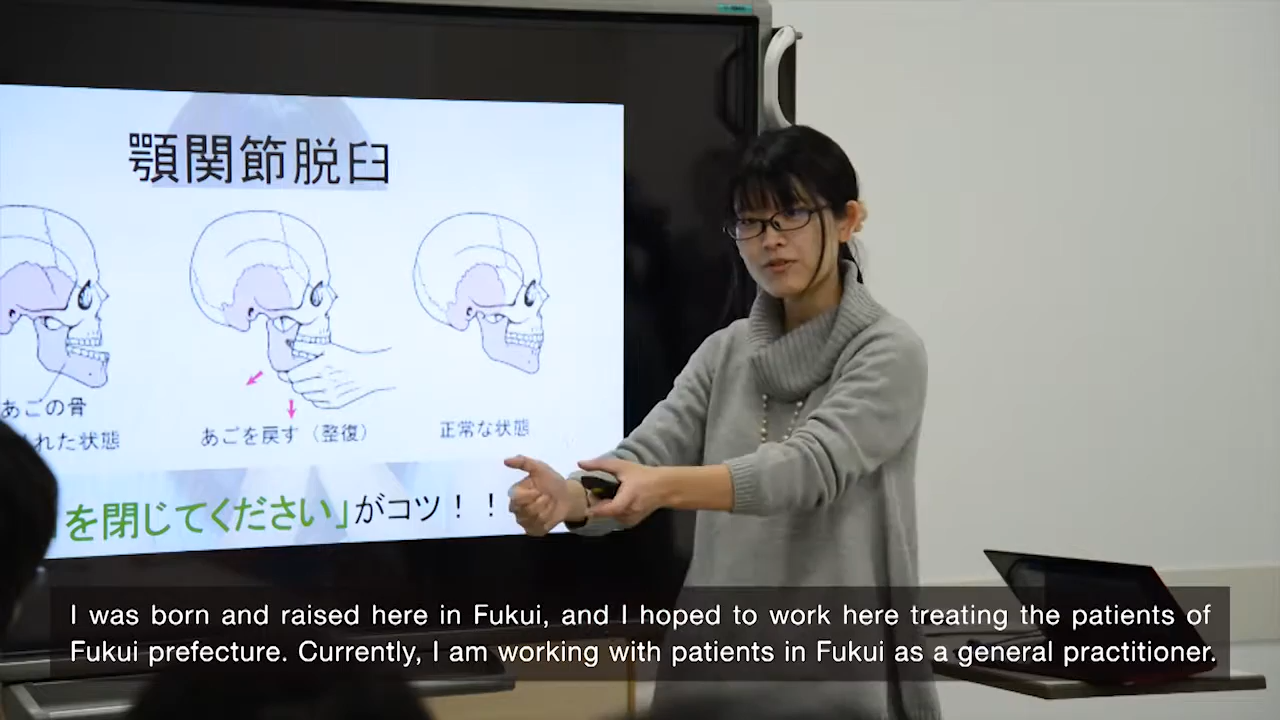 顎関節脱臼
あごの骨
れた状態
あごを戻す（整復）
正常な状態
を閉じてください」がコツ！！
I was born and raised here in Fukui, and I hoped to work here treating the patients of
Fukui prefecture. Currently, I am working with patients in Fukui as a general practitioner.